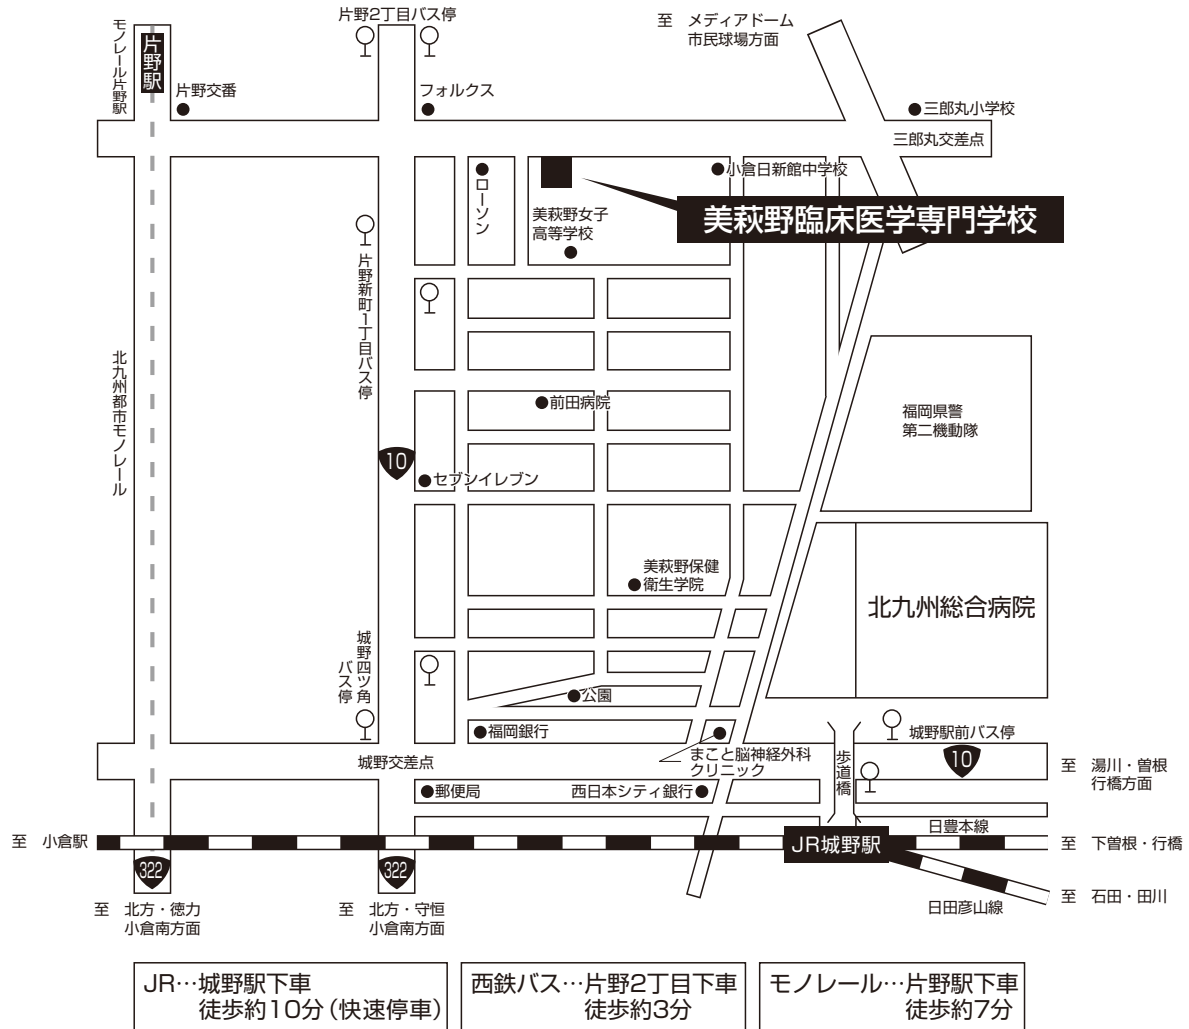 片野2丁目バス停
至 メディアドーム
市民球場方面
モノレール片野駅
片野駅
片野交番
フォルクス
三郎丸小学校
三郎丸交差点
小倉日新館中学校
ローソン
美萩野女子
高等学校
美萩野臨床医学専門学校
片野新町1丁目バス停
北九州都市モノレール
前田病院
福岡県警
第二機動隊
10
セブンイレブン
美萩野保健
衛生学院
北九州総合病院
城野四ツ角
バス停
公園
福岡銀行
城野駅前バス停
まこと脳神経外科
クリニック
歩道橋
10
城野交差点
至 湯川・曽根
行橋方面
郵便局
西日本シティ銀行
日豊本線
至 小倉駅
JR城野駅
至 下曽根・行橋
322
322
至 石田・田川
日田彦山線
至 北方・徳力
小倉南方面
至 北方・守恒
小倉南方面
JR…城野駅下車
徒歩約10分(快速停車)
西鉄バス…片野2丁目下車
徒歩約3分
モノレール…片野駅下車
徒歩約7分